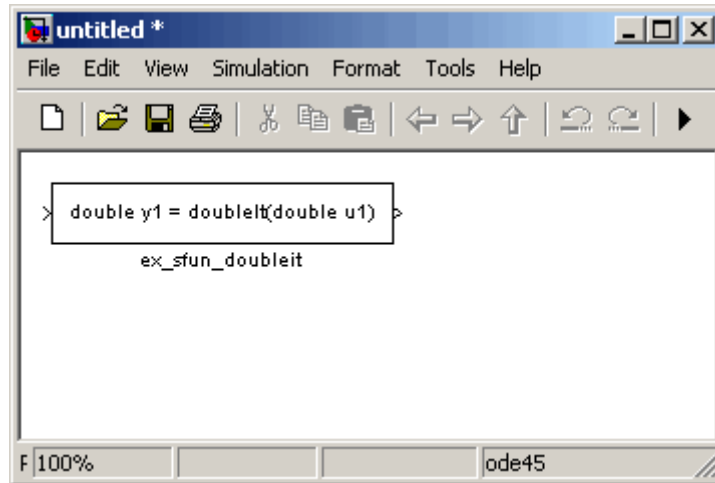 untitled *
File Edit View Simulation Format Tools Help
double y1 = doubleIt(double u1)
ex_sfun_doubleit
F 100% ode45